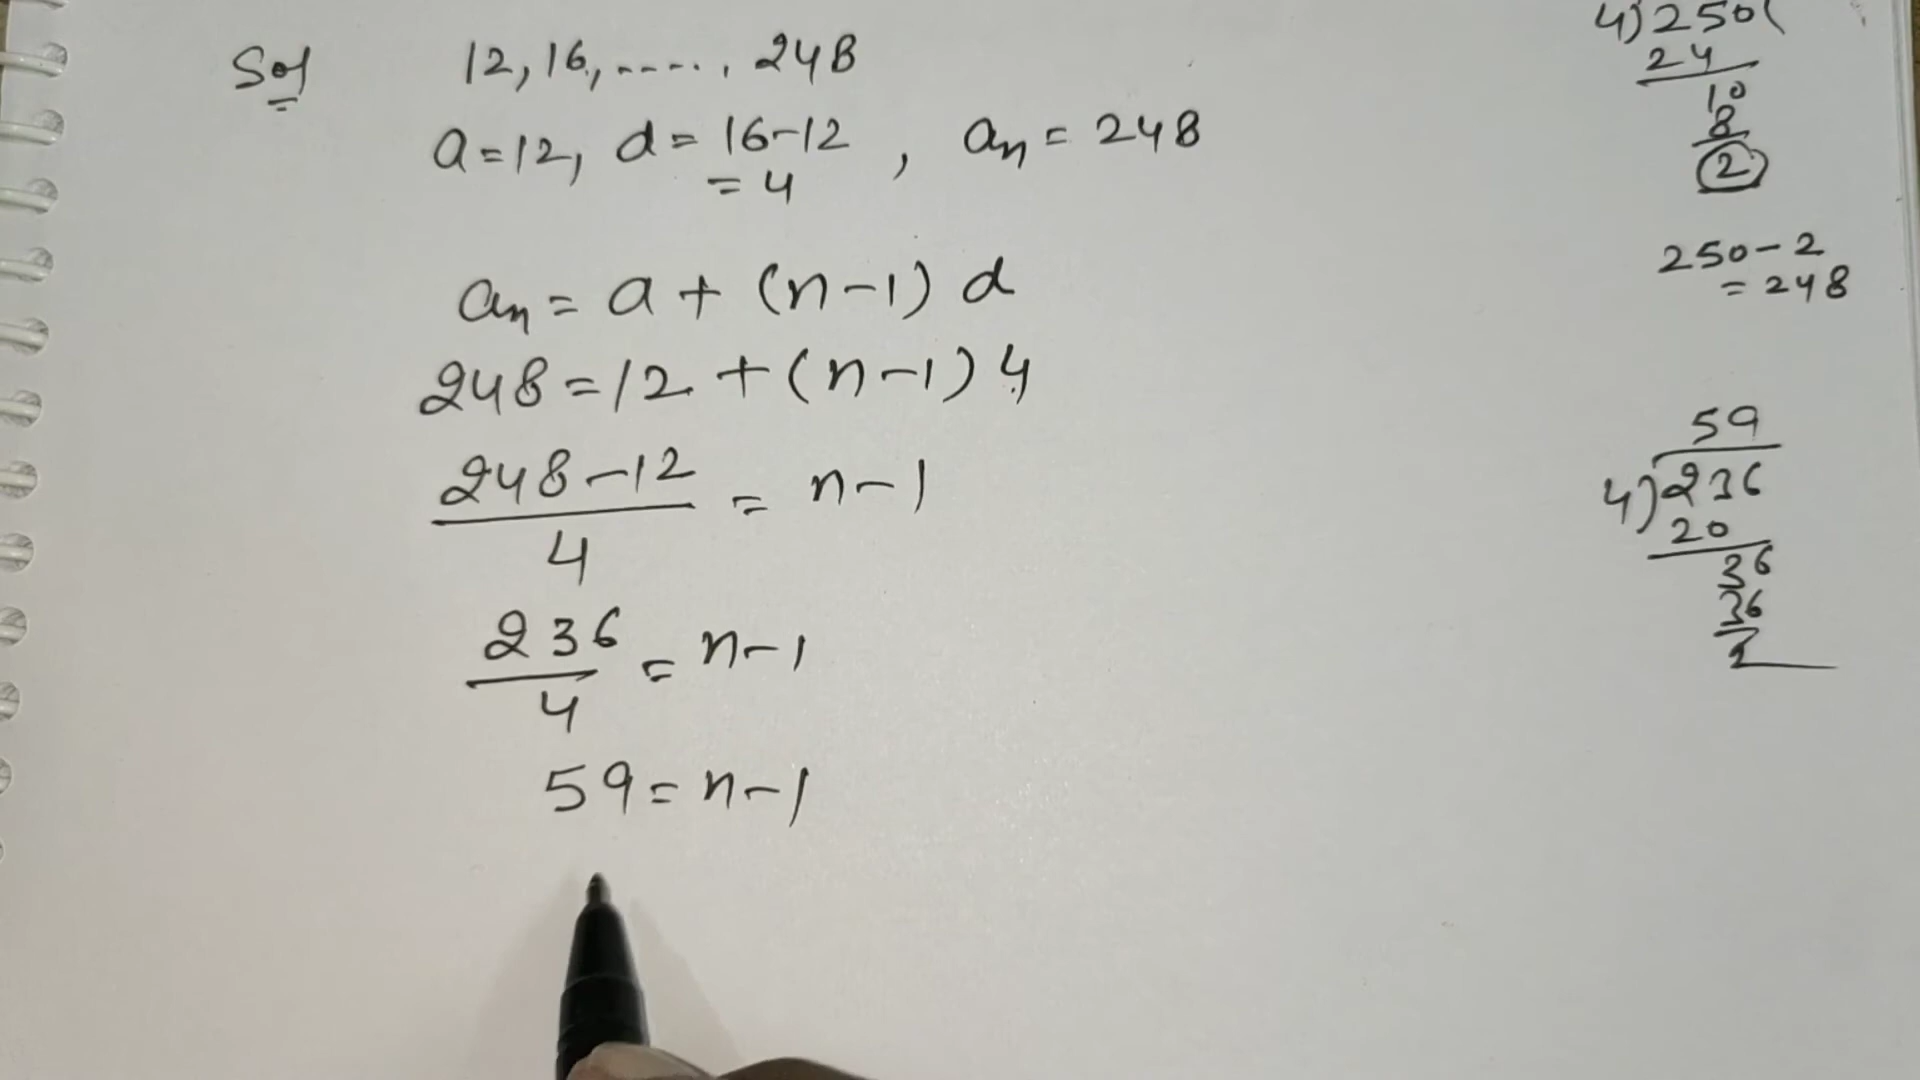 Sol 12, 16, ....., 248
a = 12, d = 16-12 , an = 248
= 4
an = a + (n-1) d
248 = 12 + (n-1) 4
248-12
4
= n-1
236
4
= n-1
59 = n-1
4)250(
24
10
8
2
250-2
= 248
59
4)236
20
36
36